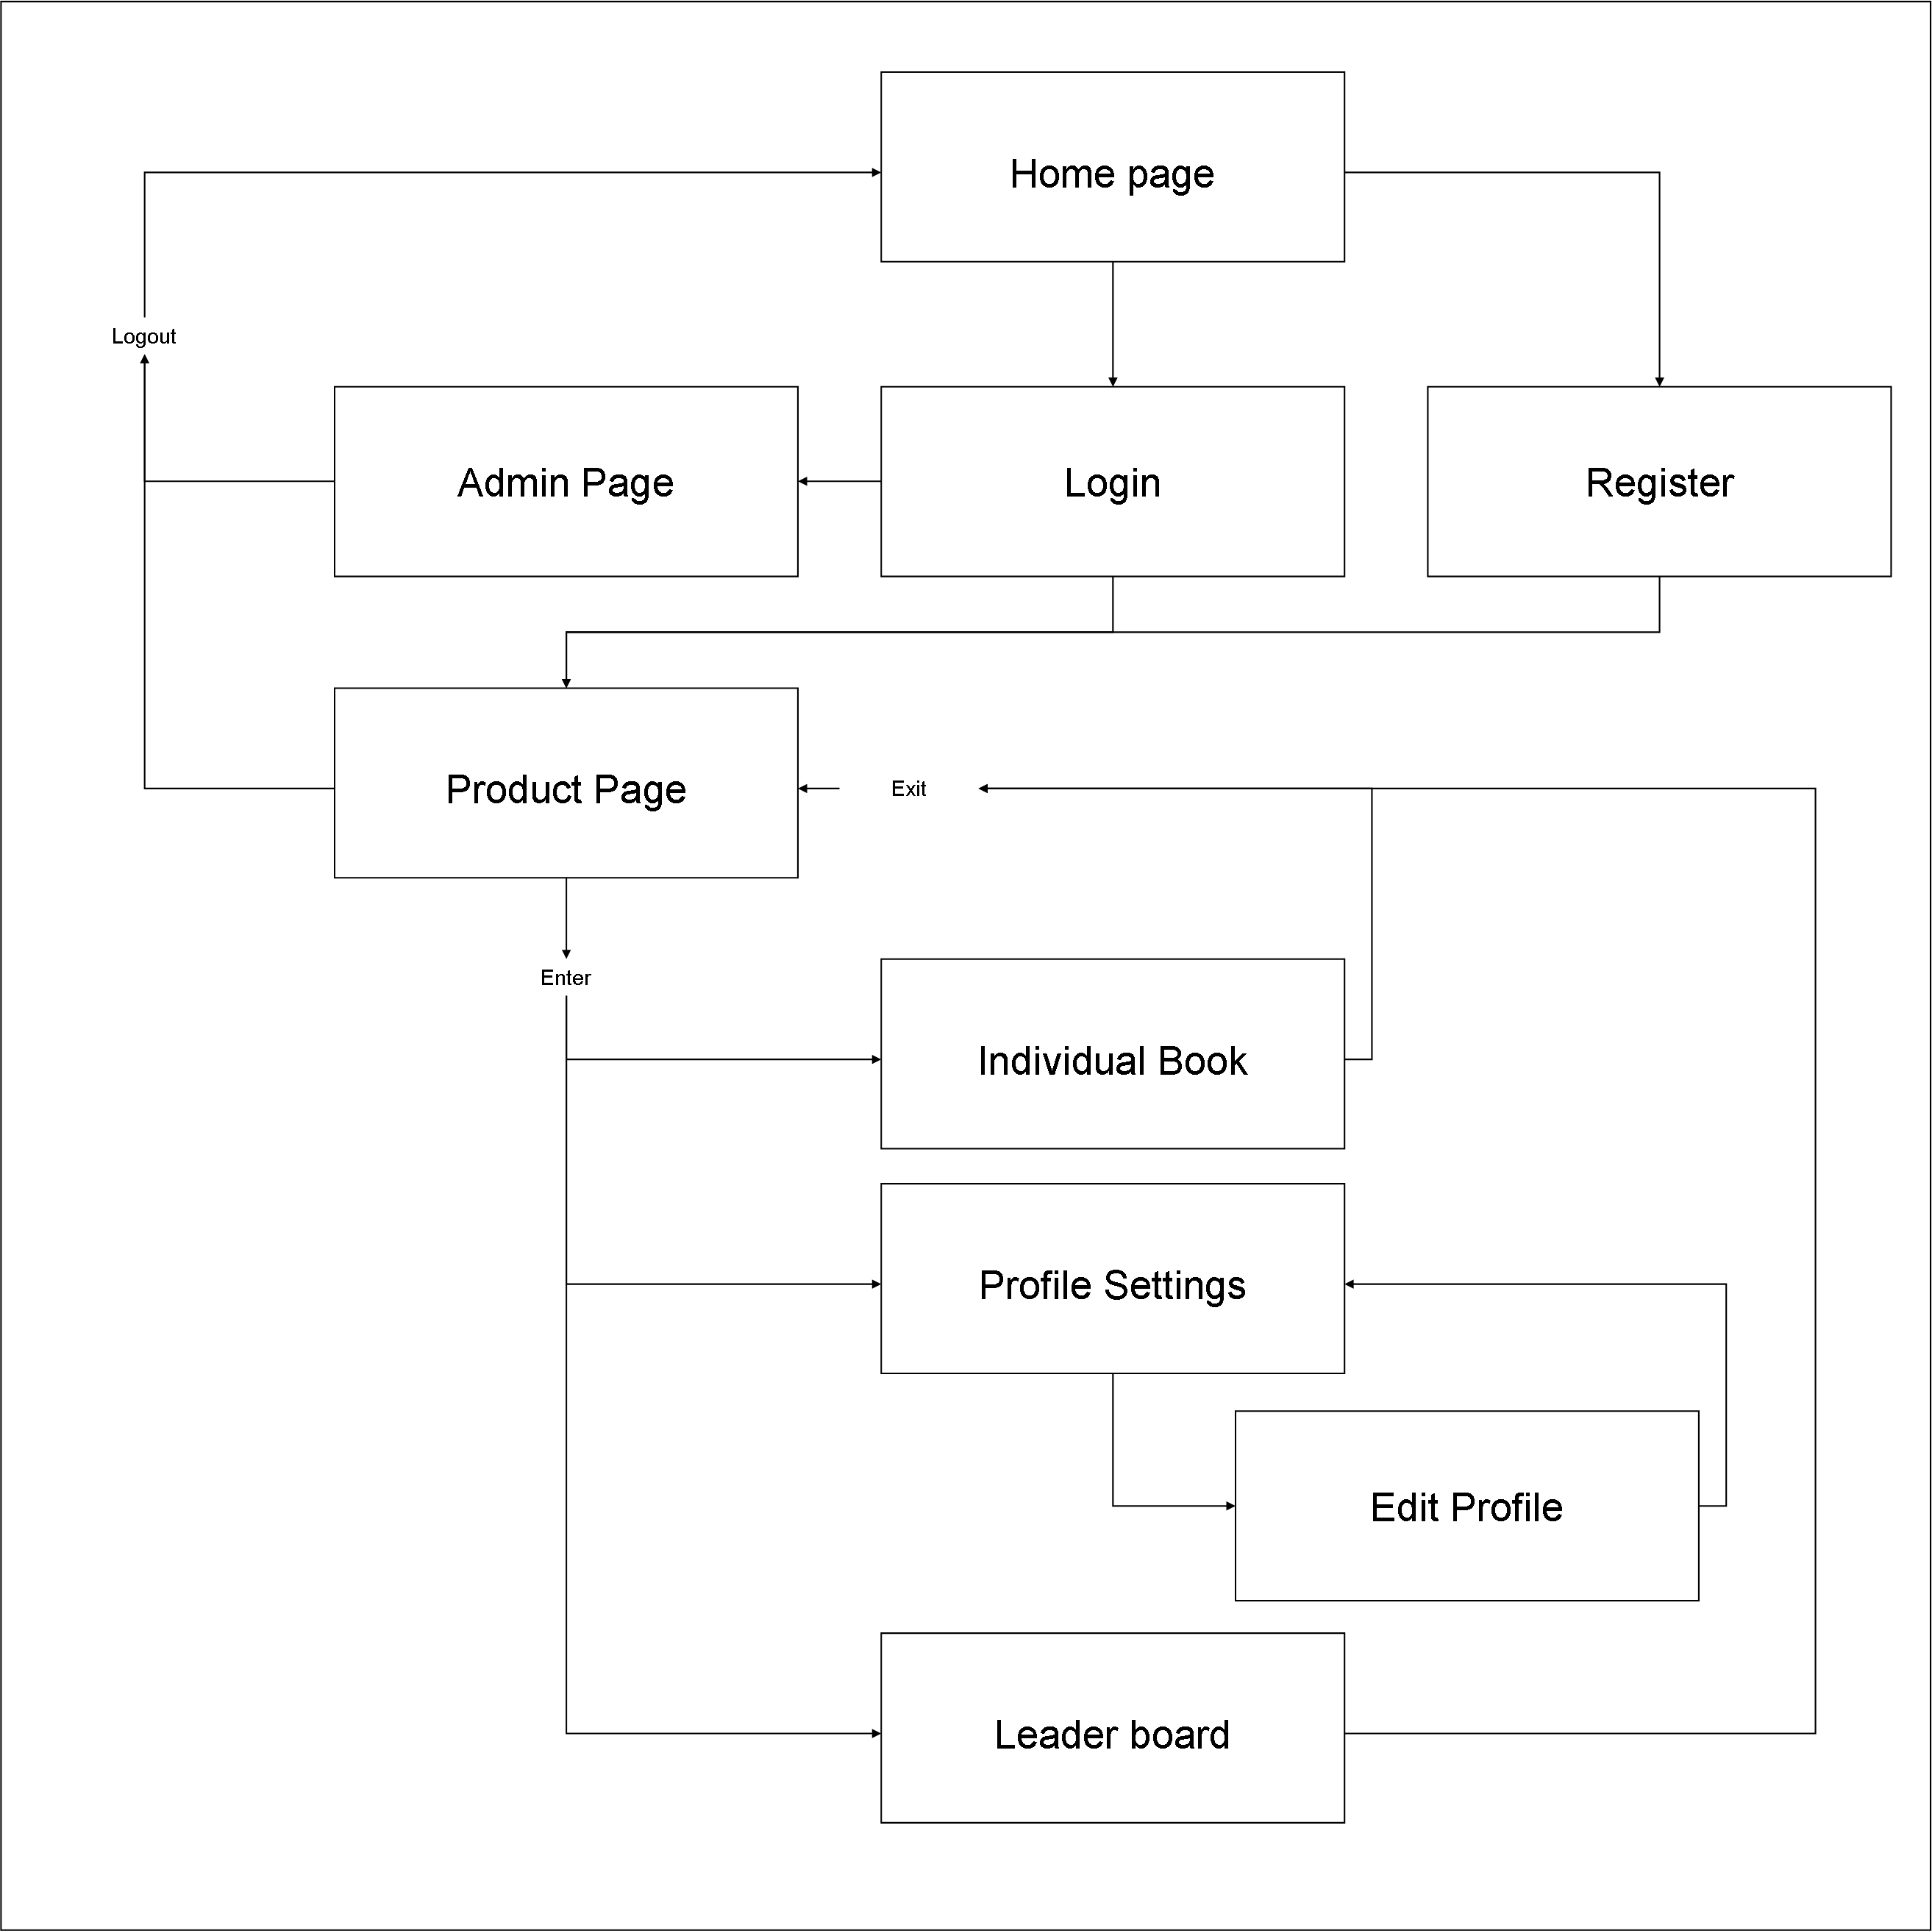 Home page
Logout
Admin Page
Login
Register
Product Page
Exit
Enter
Individual Book
Profile Settings
Edit Profile
Leader board